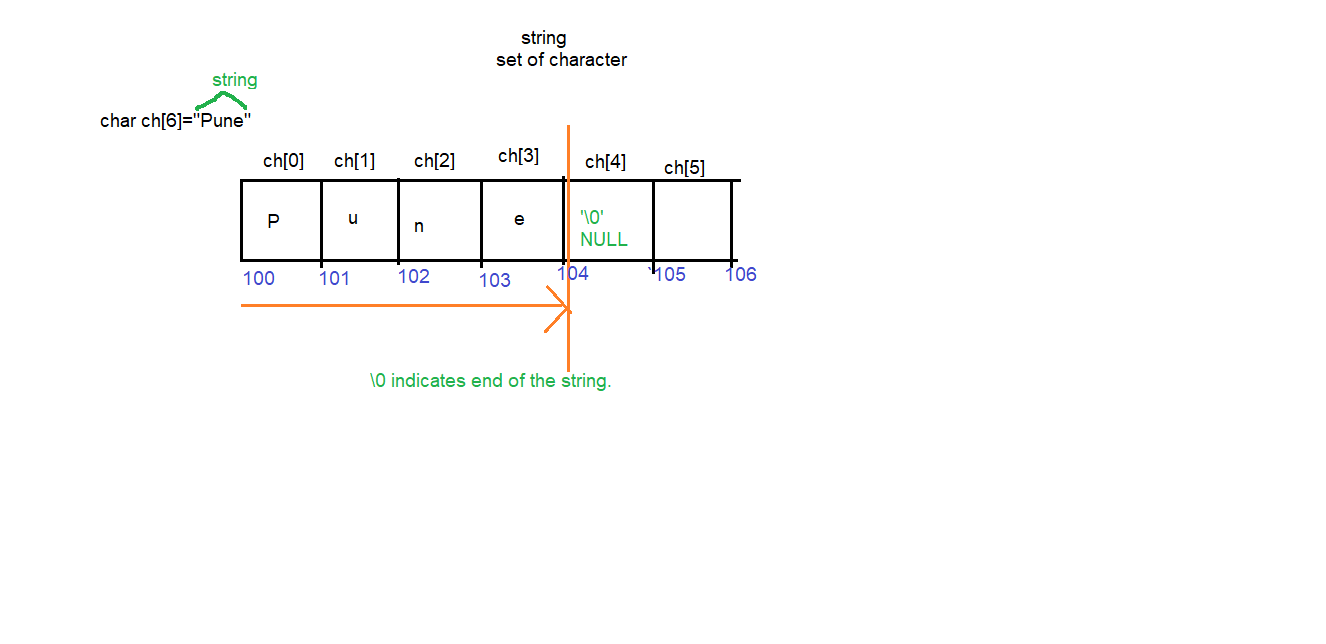 string
set of character
string
char ch[6]="Pune"
ch[0] ch[1] ch[2] ch[3] ch[4] ch[5]
P u n e '\0'
NULL
100 101 102 103 104 `105 106
\0 indicates end of the string.